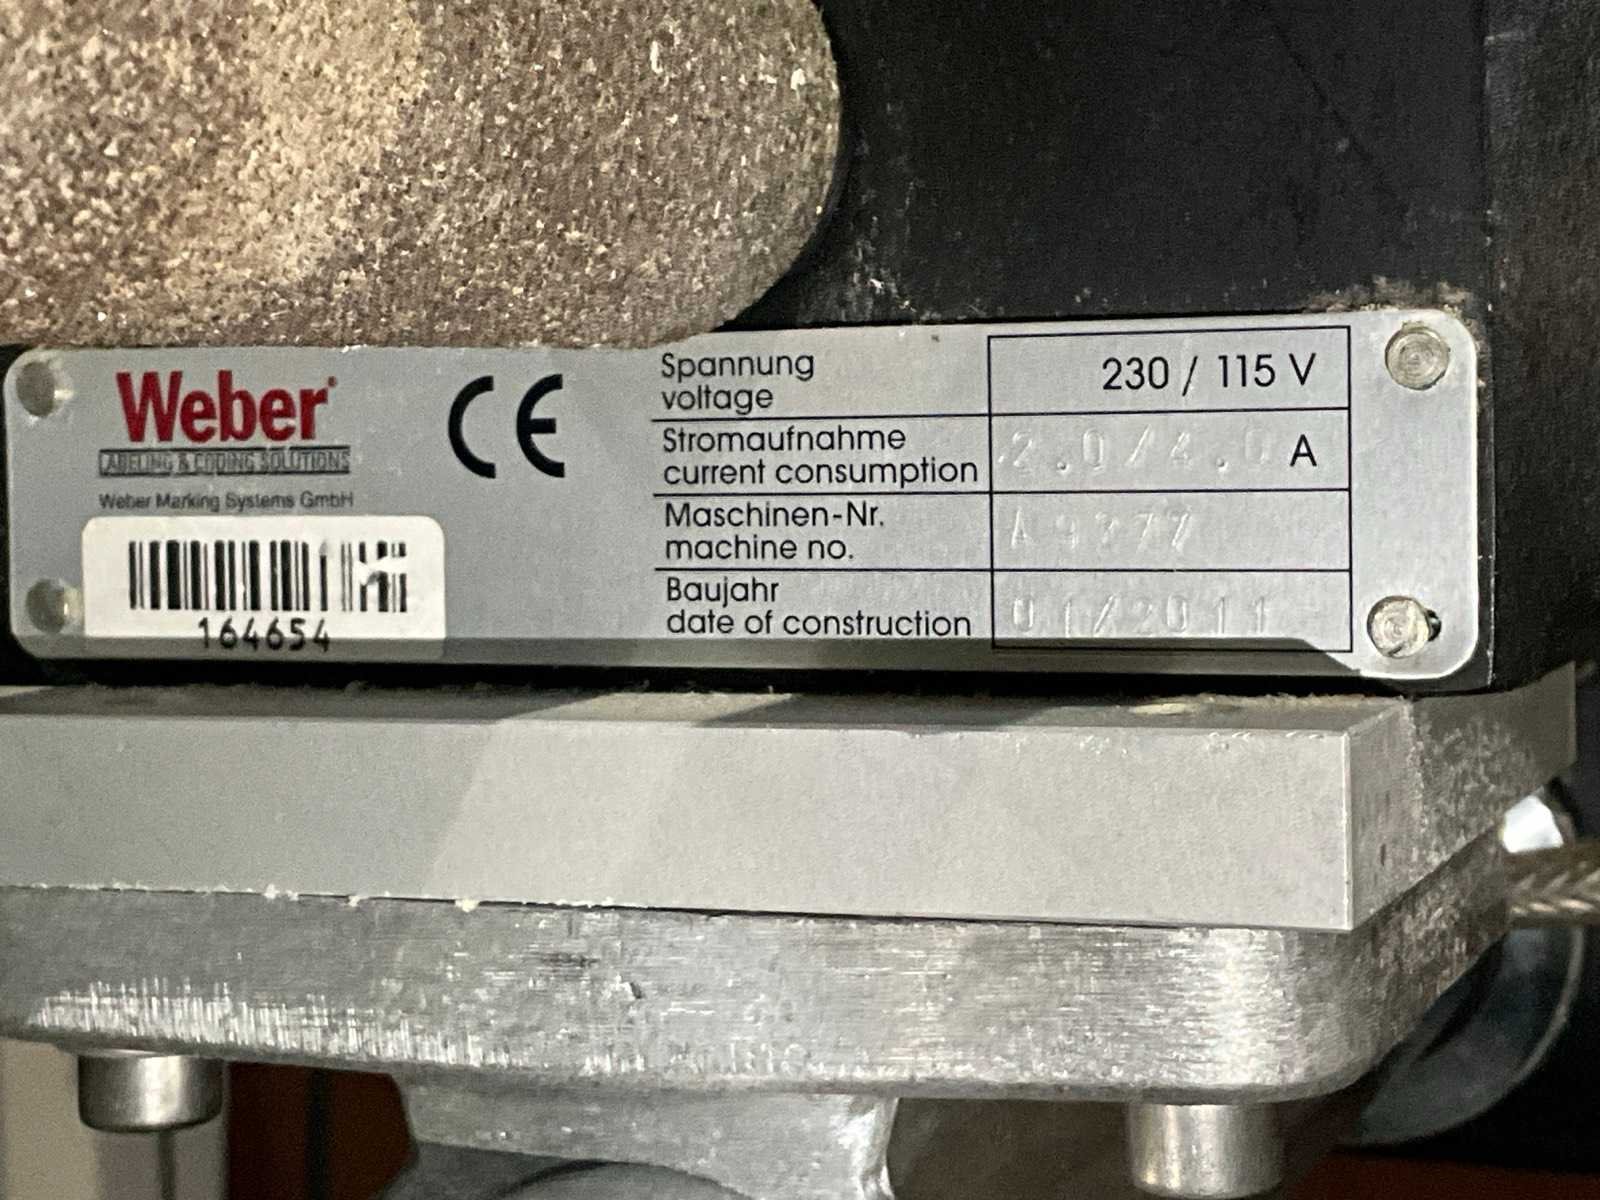 Weber
LABELING & CODING SOLUTIONS
Weber Marking Systems GmbH
164654
CE
Spannung
voltage
230 / 115 V
Stromaufnahme
current consumption
2.0/4.0 A
Maschinen-Nr.
machine no.
A9377
Baujahr
date of construction
01/2011